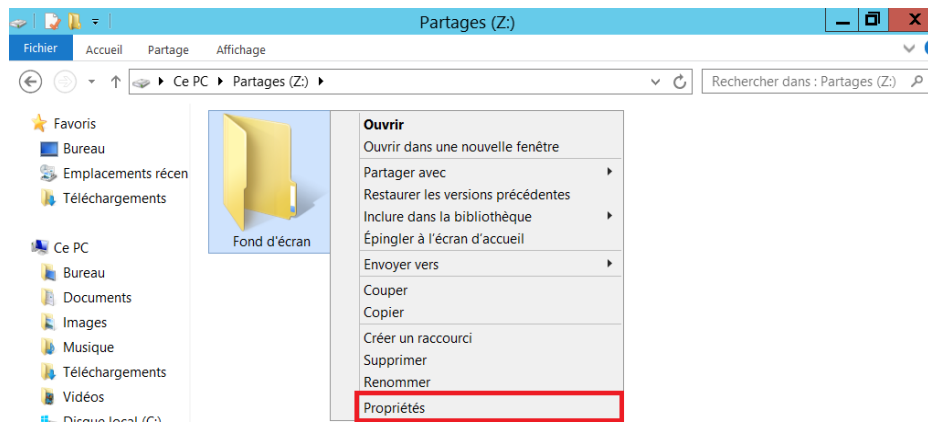 Partages (Z:)
Fichier Accueil Partage Affichage
Ce PC Partages (Z:)
Rechercher dans : Partages (Z:)
Favoris
Bureau
Emplacements récen
Téléchargements
Ce PC
Bureau
Documents
Images
Musique
Téléchargements
Vidéos
Disque local (C:)
Fond d'écran
Ouvrir
Ouvrir dans une nouvelle fenêtre
Partager avec
Restaurer les versions précédentes
Inclure dans la bibliothèque
Épingler à l'écran d'accueil
Envoyer vers
Couper
Copier
Créer un raccourci
Supprimer
Renommer
Propriétés